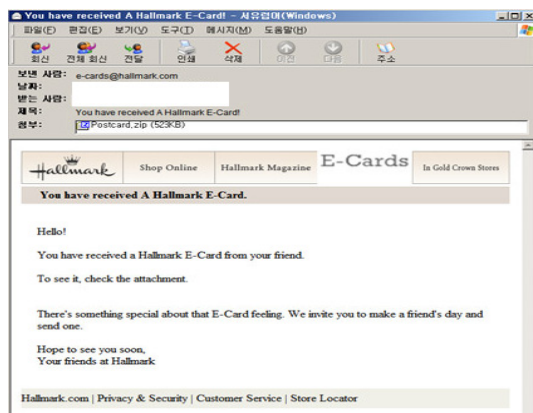 You have received A Hallmark E-Card! - 서유럽어(Windows)
파일(F) 편집(E) 보기(V) 도구(T) 메시지(M) 도움말(H)
회신 전체 회신 전달 인쇄 삭제 이전 다음 주소
보낸 사람: e-cards@hallmark.com
날짜:
받는 사람:
제목: You have received A Hallmark E-Card!
첨부: Postcard.zip (523KB)
Hallmark Shop Online Hallmark Magazine E-Cards In Gold Crown Stores
You have received A Hallmark E-Card.
Hello!
You have received a Hallmark E-Card from your friend.
To see it, check the attachment.
There's something special about that E-Card feeling. We invite you to make a friend's day and
send one.
Hope to see you soon,
Your friends at Hallmark
Hallmark.com | Privacy & Security | Customer Service | Store Locator